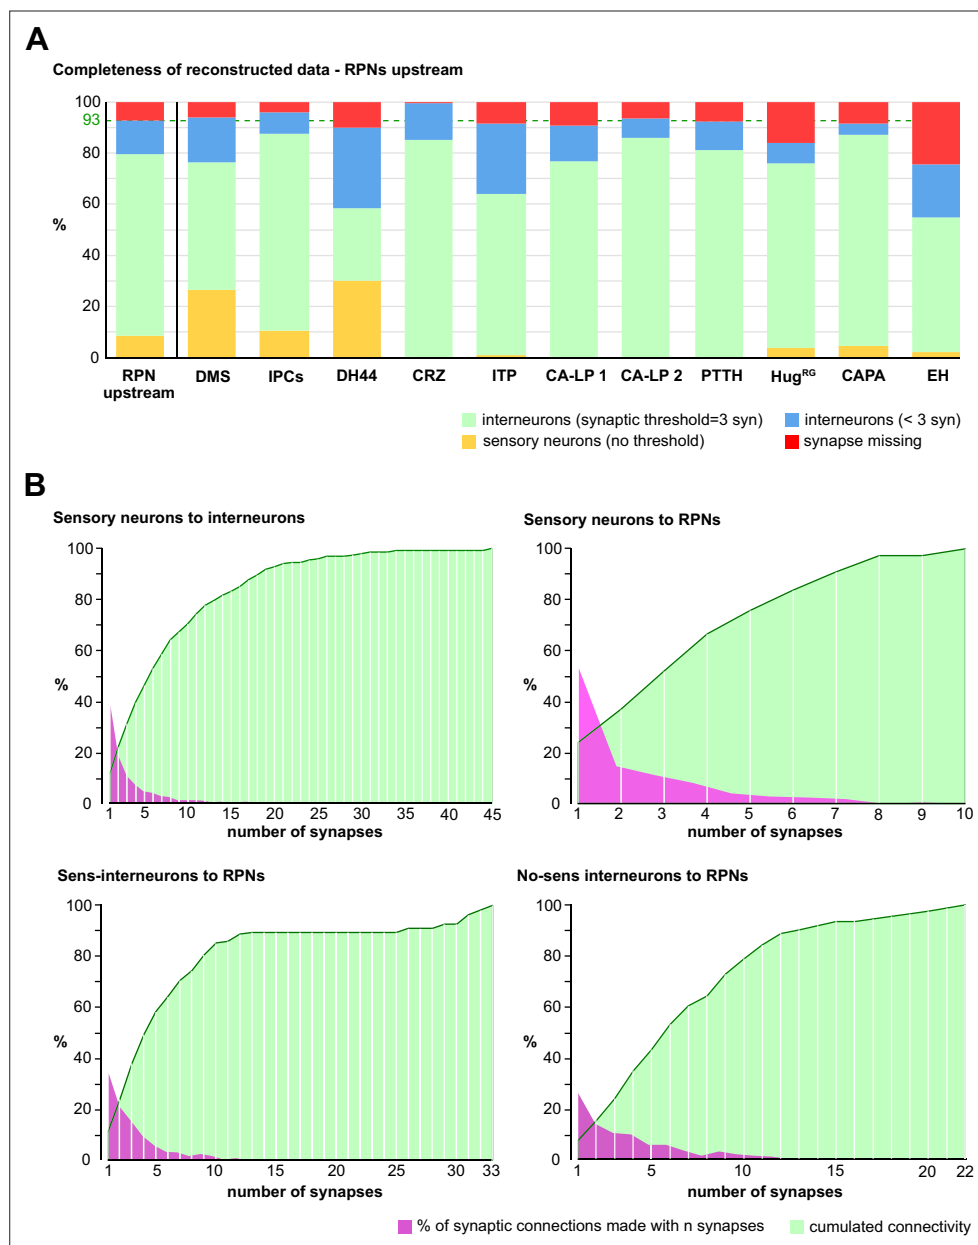 A
Completeness of reconstructed data - RPNs upstream
100
93
80
60
%
40
20
0
RPN upstream DMS IPCs DH44 CRZ ITP CA-LP 1 CA-LP 2 PTTH Hug^RG CAPA EH
interneurons (synaptic threshold=3 syn) interneurons (< 3 syn)
sensory neurons (no threshold) synapse missing
B
Sensory neurons to interneurons
100
80
60
%
40
20
0
1 5 10 15 20 25 30 35 40 45
number of synapses
Sensory neurons to RPNs
100
80
60
%
40
20
0
1 2 3 4 5 6 7 8 9 10
number of synapses
Sens-interneurons to RPNs
100
80
60
%
40
20
0
1 5 10 15 20 25 30 33
number of synapses
No-sens interneurons to RPNs
100
80
60
%
40
20
0
1 5 10 15 20 22
number of synapses
% of synaptic connections made with n synapses cumulated connectivity